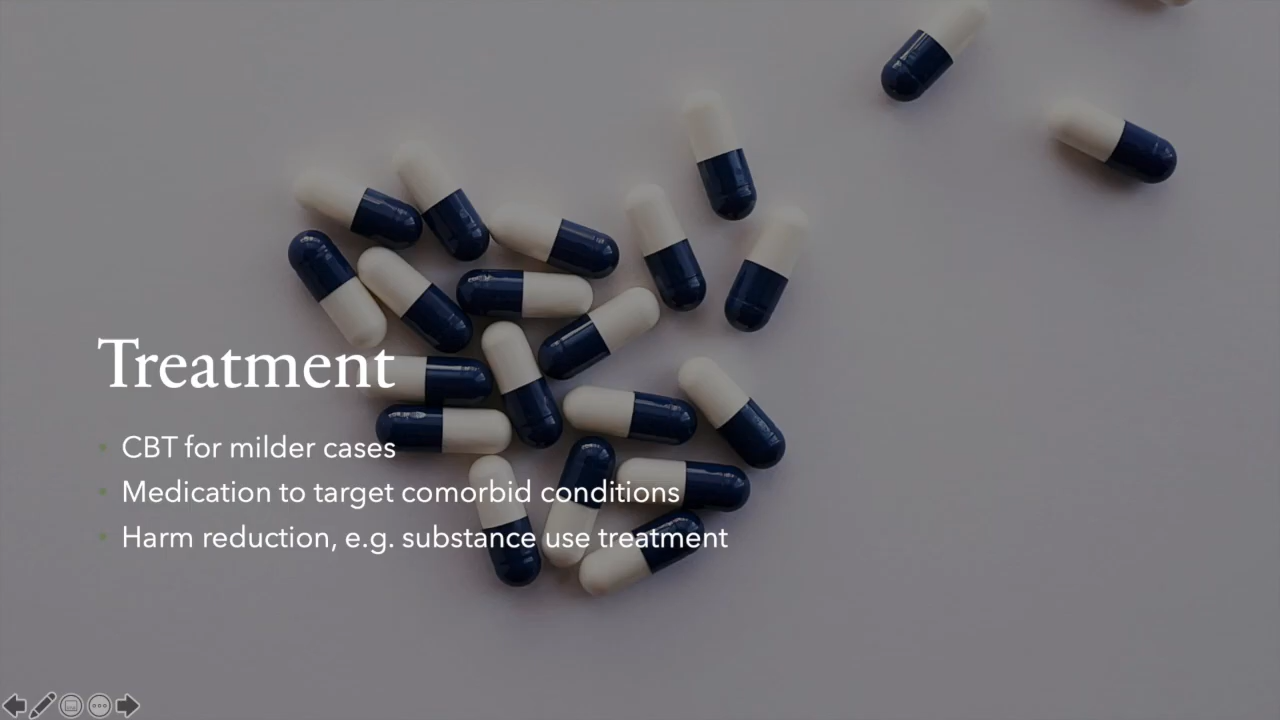 Treatment
CBT for milder cases
Medication to target comorbid conditions
Harm reduction, e.g. substance use treatment